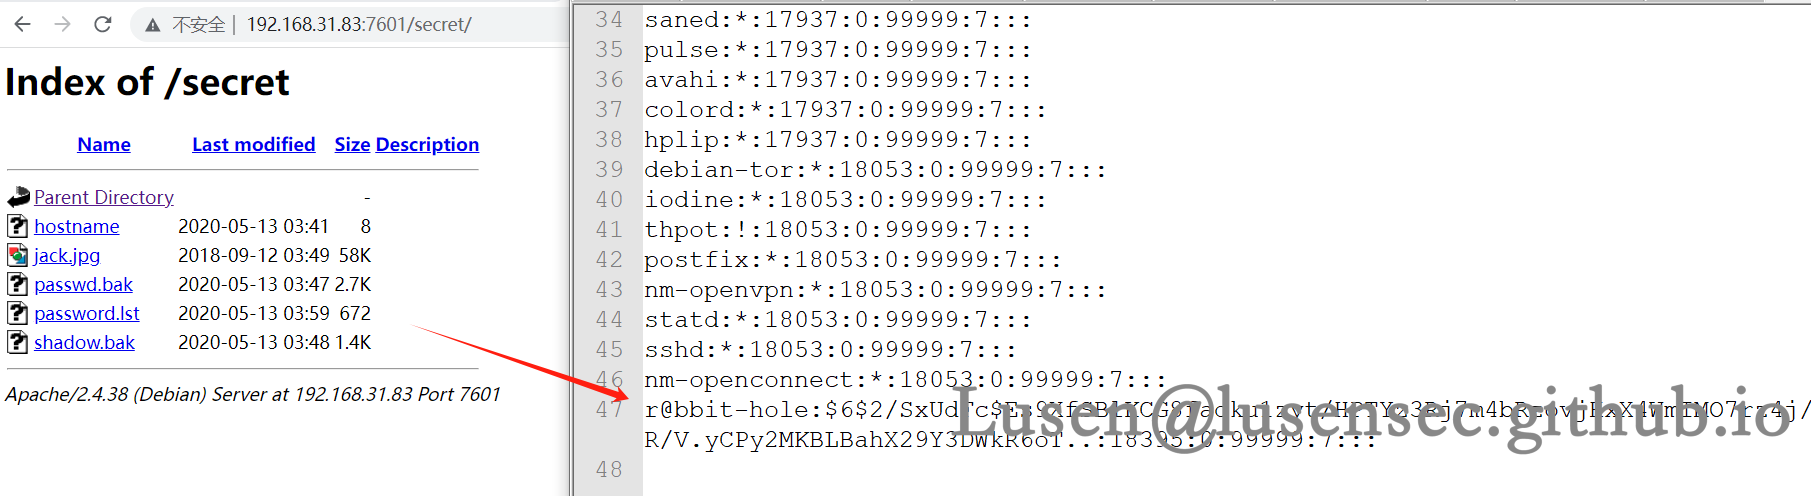 不安全 | 192.168.31.83:7601/secret/
Index of /secret
Name Last modified Size Description
Parent Directory -
hostname 2020-05-13 03:41 8
jack.jpg 2018-09-12 03:49 58K
passwd.bak 2020-05-13 03:47 2.7K
password.lst 2020-05-13 03:59 672
shadow.bak 2020-05-13 03:48 1.4K
Apache/2.4.38 (Debian) Server at 192.168.31.83 Port 7601
34 saned:*:17937:0:99999:7:::
35 pulse:*:17937:0:99999:7:::
36 avahi:*:17937:0:99999:7:::
37 colord:*:17937:0:99999:7:::
38 hplip:*:17937:0:99999:7:::
39 debian-tor:*:18053:0:99999:7:::
40 iodine:*:18053:0:99999:7:::
41 thpot:!:18053:0:99999:7:::
42 postfix:*:18053:0:99999:7:::
43 nm-openvpn:*:18053:0:99999:7:::
44 statd:*:18053:0:99999:7:::
45 sshd:*:18053:0:99999:7:::
46 nm-openconnect:*:18053:0:99999:7:::
47 r@bbit-hole:
:18395:0:99999:7:::
48
Lusen@lusensec.github.io